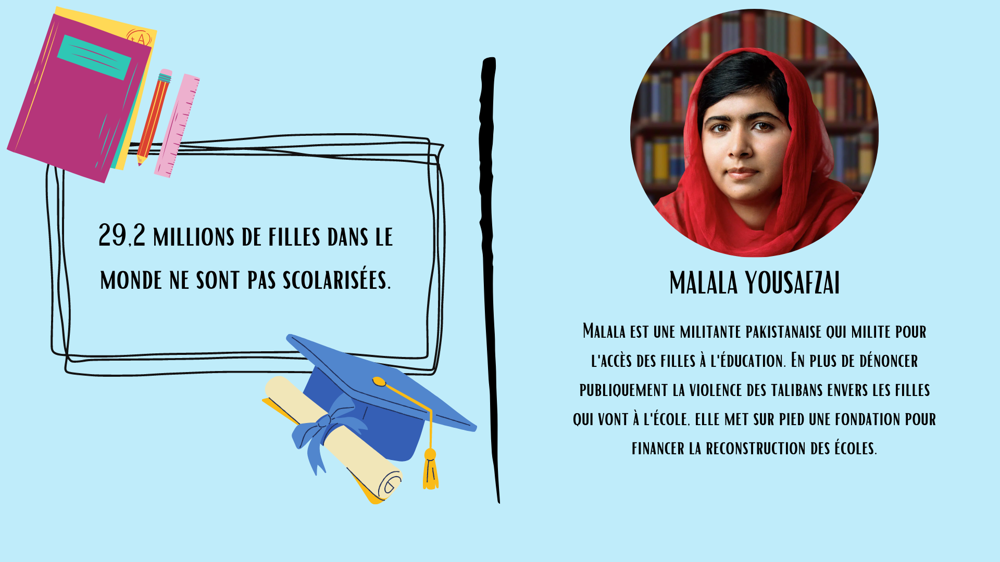 +A
29,2 millions de filles dans le
monde ne sont pas scolarisées.
MALALA YOUSAFZAI
Malala est une militante pakistanaise qui milite pour
l'accès des filles à l'éducation. En plus de dénoncer
publiquement la violence des talibans envers les filles
qui vont à l'école, elle met sur pied une fondation pour
financer la reconstruction des écoles.